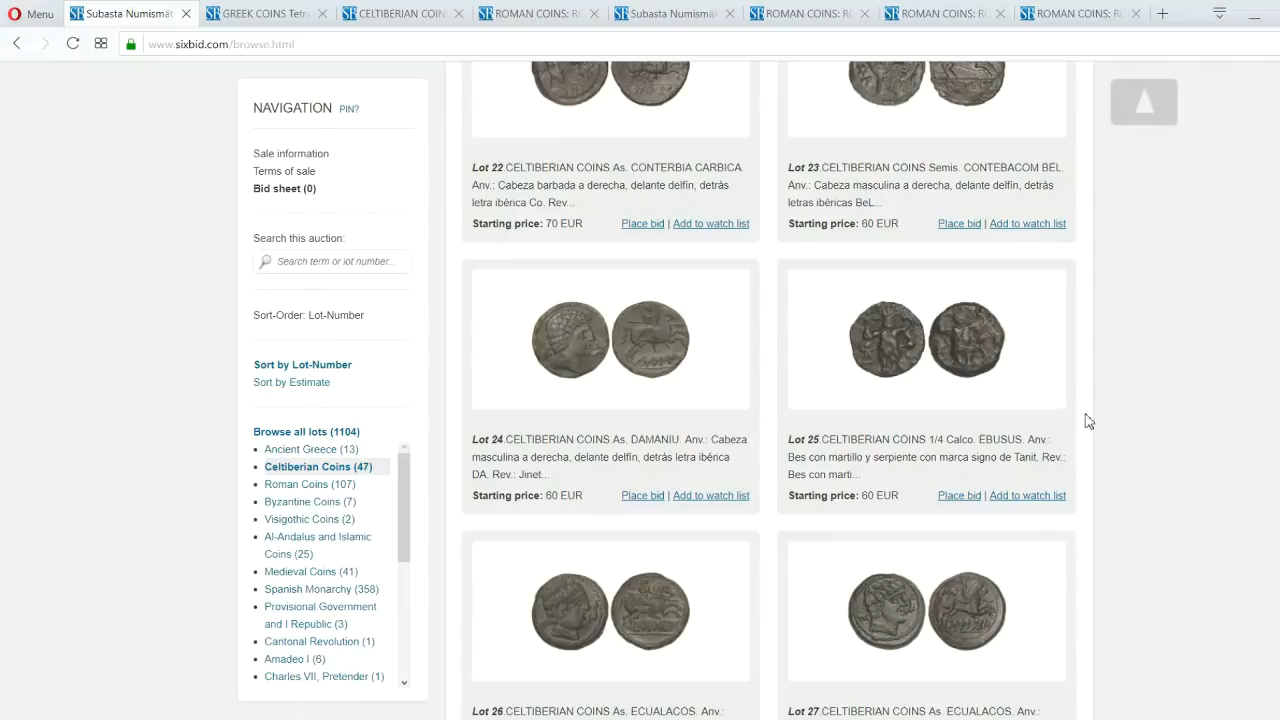 Menu
Subasta Numismát
GREEK COINS Tetra
CELTIBERIAN COIN
ROMAN COINS: R
Subasta Numismát
ROMAN COINS: R
ROMAN COINS: R
ROMAN COINS: R
www.sixbid.com/browse.html
NAVIGATION PIN?
Sale information
Terms of sale
Bid sheet (0)
Search this auction:
Search term or lot number...
Sort-Order: Lot-Number
Sort by Lot-Number
Sort by Estimate
Browse all lots (1104)
Ancient Greece (13)
Celtiberian Coins (47)
Roman Coins (107)
Byzantine Coins (7)
Visigothic Coins (2)
Al-Andalus and Islamic
Coins (25)
Medieval Coins (41)
Spanish Monarchy (358)
Provisional Government
and I Republic (3)
Cantonal Revolution (1)
Amadeo I (6)
Charles VII, Pretender (1)
Lot 22.CELTIBERIAN COINS As. CONTERBIA CARBICA.
Anv.: Cabeza barbada a derecha, delante delfín, detrás
letra ibérica Co. Rev...
Starting price: 70 EUR Place bid | Add to watch list
Lot 23.CELTIBERIAN COINS Semis. CONTEBACOM BEL.
Anv.: Cabeza masculina a derecha, delante delfín, detrás
letras ibéricas BeL...
Starting price: 60 EUR Place bid | Add to watch list
Lot 24.CELTIBERIAN COINS As. DAMANIU. Anv.: Cabeza
masculina a derecha, delante delfín, detrás letra ibérica
DA. Rev.: Jinet...
Starting price: 60 EUR Place bid | Add to watch list
Lot 25.CELTIBERIAN COINS 1/4 Calco. EBUSUS. Anv.:
Bes con martillo y serpiente con marca signo de Tanit. Rev.:
Bes con marti...
Starting price: 60 EUR Place bid | Add to watch list
Lot 26.CELTIBERIAN COINS As. ECUALACOS. Anv.:
Lot 27.CELTIBERIAN COINS As. ECUALACOS. Anv.: